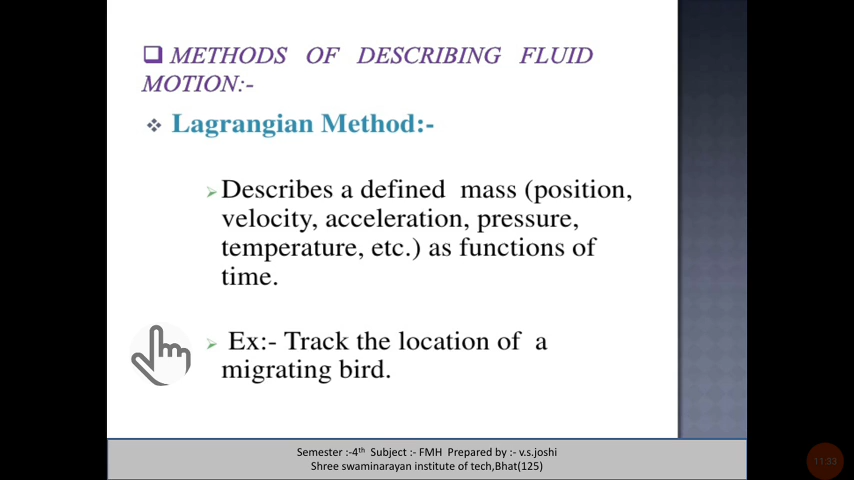 METHODS OF DESCRIBING FLUID
MOTION:-
Lagrangian Method:-
Describes a defined mass (position,
velocity, acceleration, pressure,
temperature, etc.) as functions of
time.
Ex:- Track the location of a
migrating bird.
Semester :-4th Subject :- FMH Prepared by :- v.s.joshi
Shree swaminarayan institute of tech,Bhat(125)
11:33